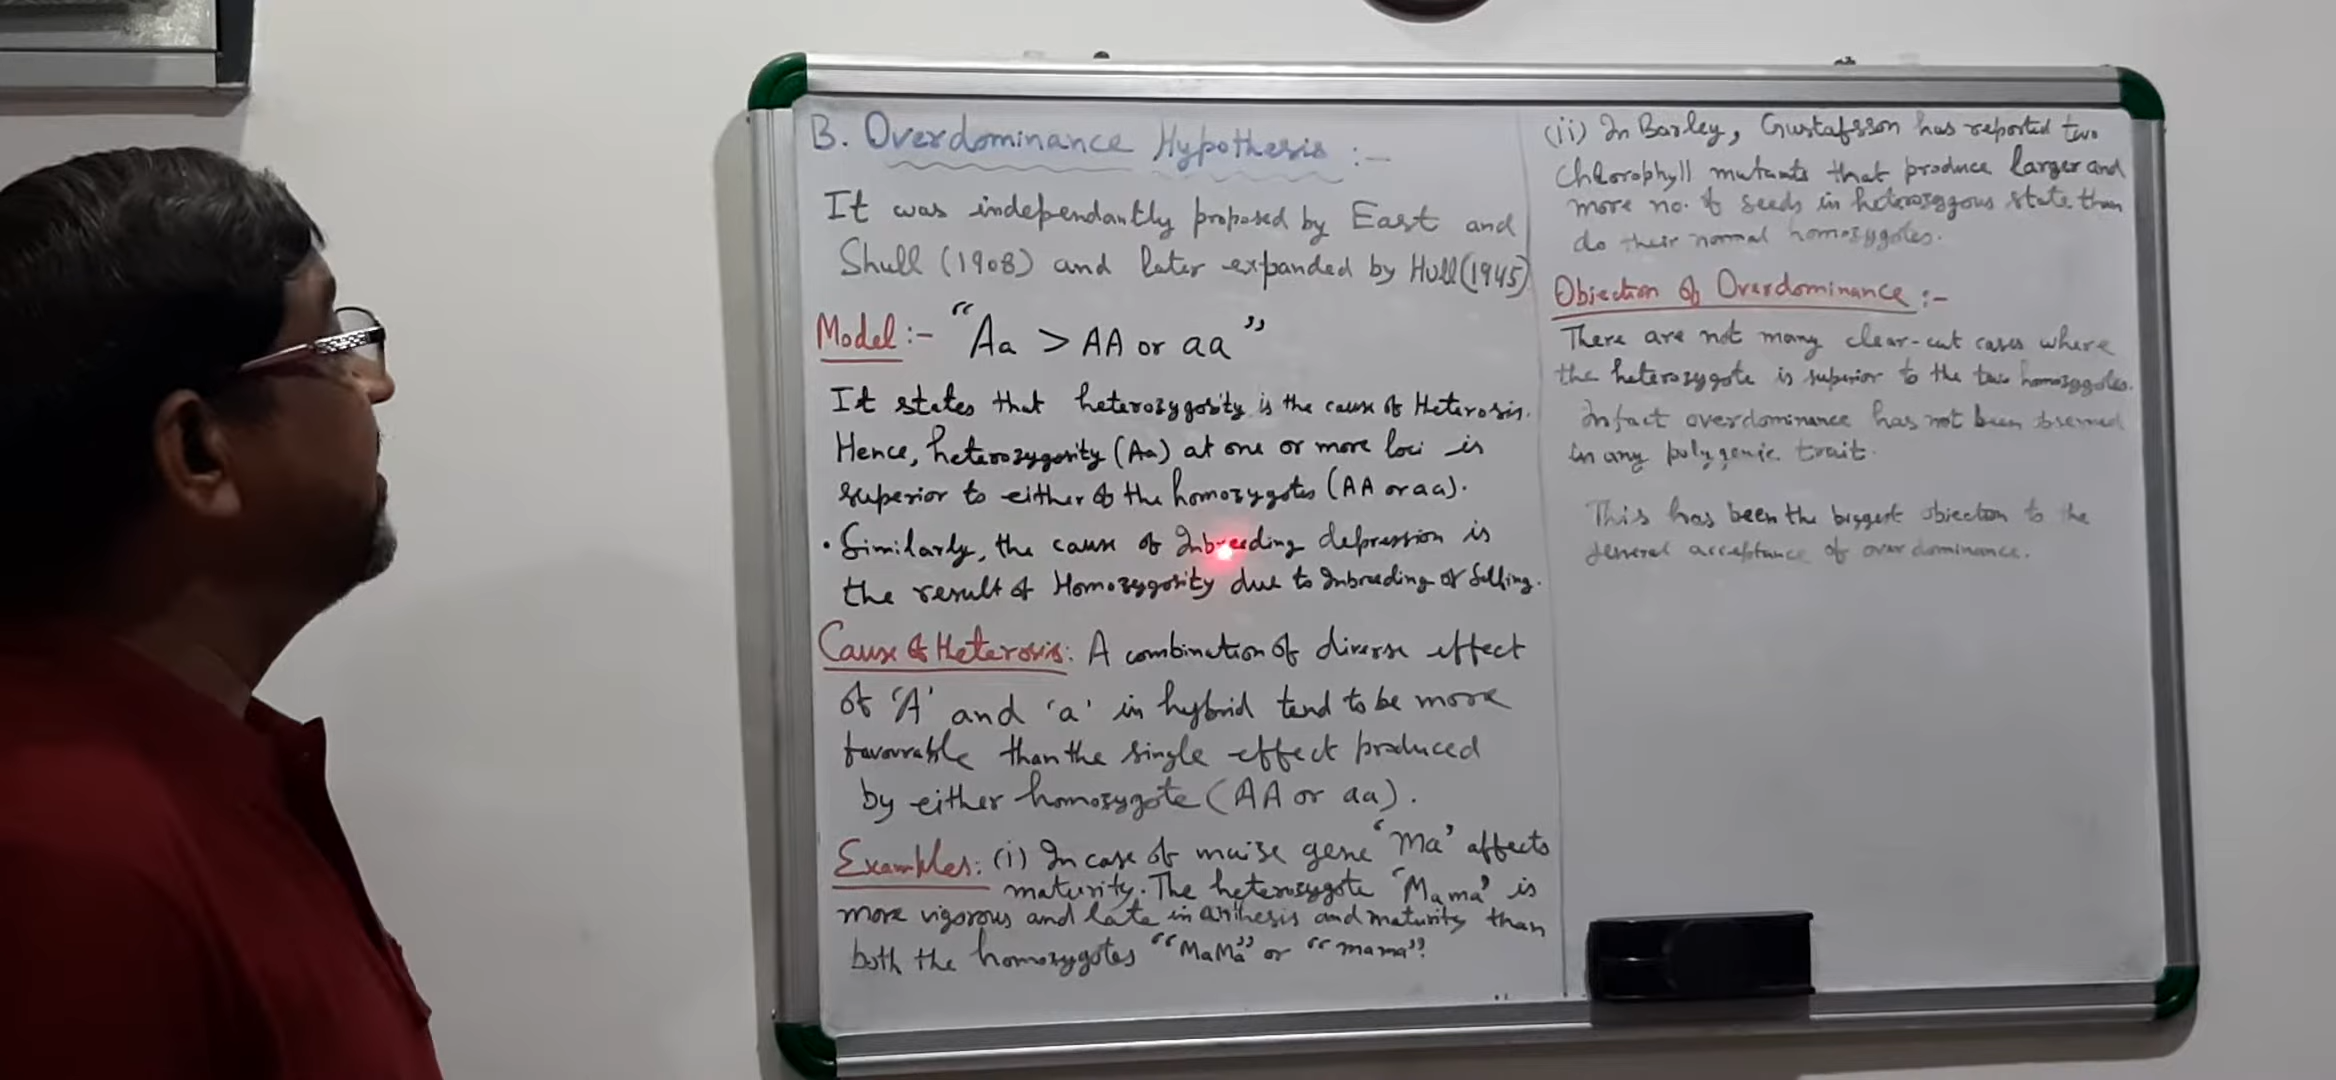 B. Overdominance Hypothesis :-
It was independantly proposed by East and
Shull (1908) and later expanded by Hull (1945)
Model :- "Aa > AA or aa"
It states that heterozygosity is the cause of Heterosis.
Hence, heterozygosity (Aa) at one or more loci is
superior to either of the homozygotes (AA or aa).
• Similarly, the cause of Inbreeding depression is
the result of Homozygosity due to Inbreeding or Selfing.
Cause of Heterosis: A combination of diverse effect
of 'A' and 'a' in hybrid tend to be more
favourable than the single effect produced
by either homozygote (AA or aa).
Examples: (i) In case of maize gene 'Ma' affects
maturity. The heterozygote 'Mama' is
more vigorous and late in anthesis and maturity than
both the homozygotes "MaMa" or "mama".
(ii) In Barley, Gustafsson has reported two
chlorophyll mutants that produce larger and
more no. of seeds in heterozygous state than
do their normal homozygotes.
Objection of Overdominance :-
There are not many clear-cut cases where
the heterozygote is superior to the two homozygotes.
Infact overdominance has not been observed
in any polygenic trait.
This has been the biggest objection to the
general acceptance of overdominance.